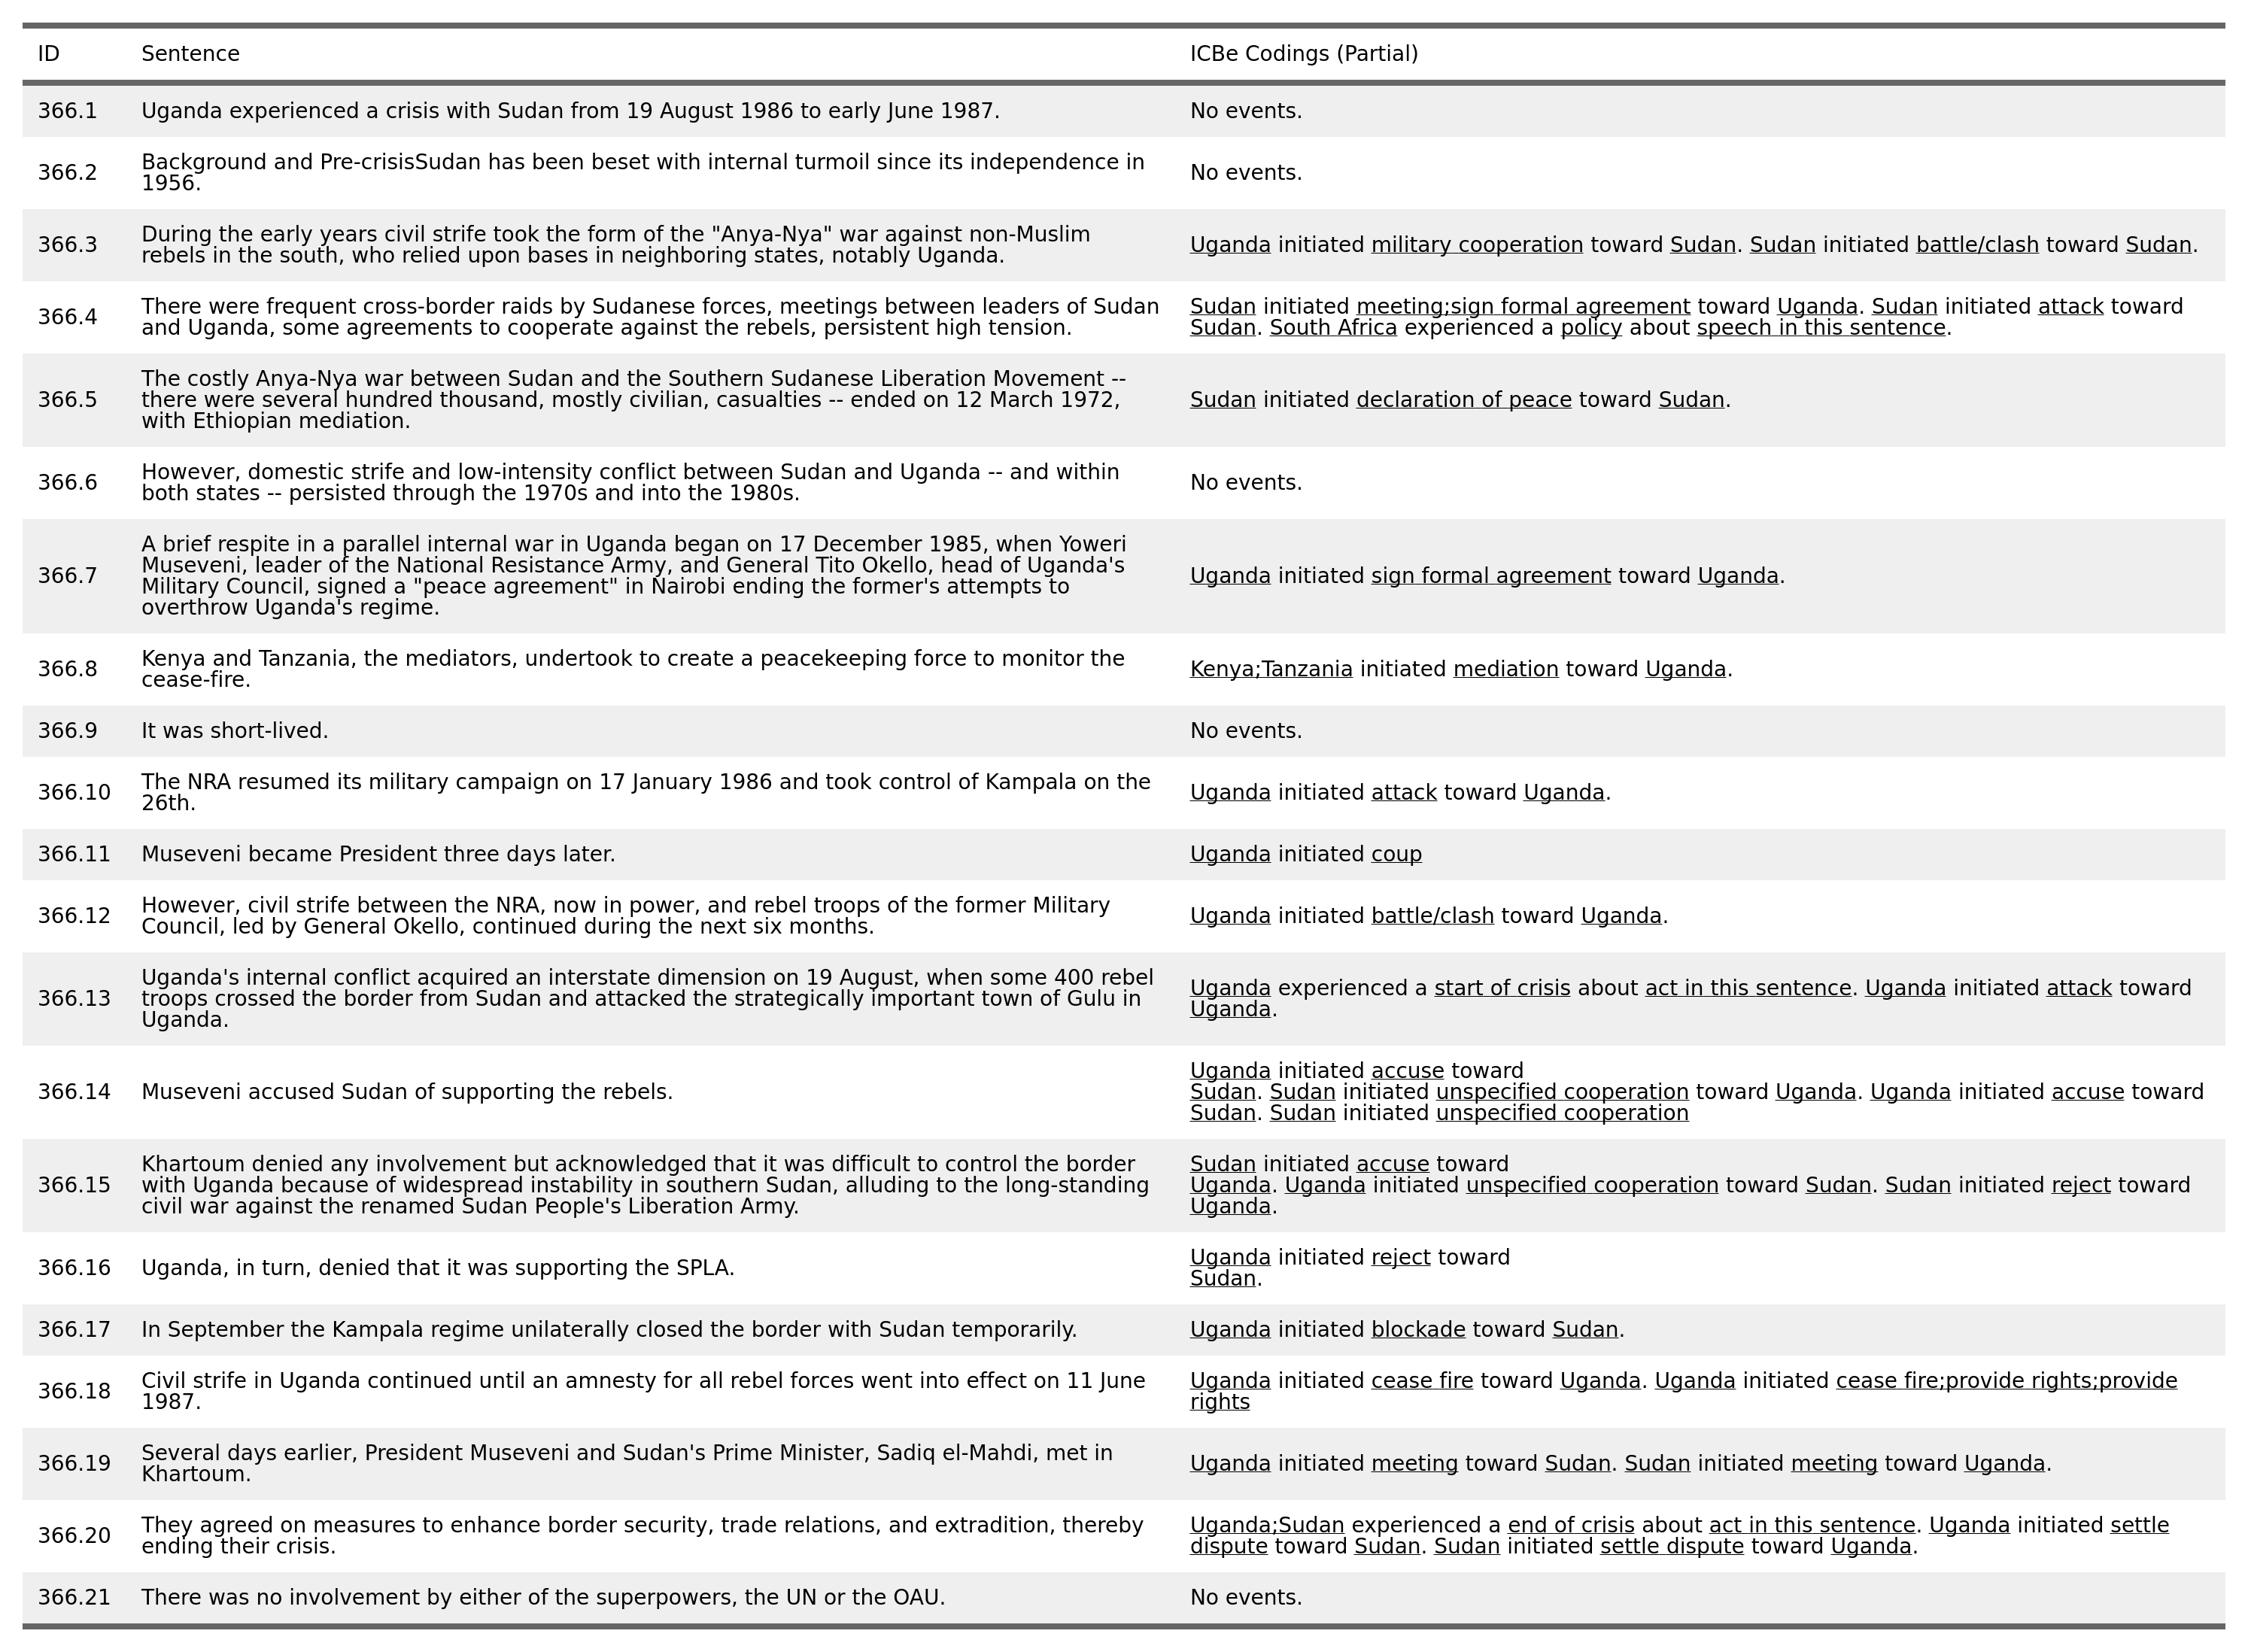 ID Sentence ICBe Codings (Partial)
366.1 Uganda experienced a crisis with Sudan from 19 August 1986 to early June 1987. No events.
366.2 Background and Pre-crisisSudan has been beset with internal turmoil since its independence in
1956. No events.
366.3 During the early years civil strife took the form of the "Anya-Nya" war against non-Muslim
rebels in the south, who relied upon bases in neighboring states, notably Uganda. Uganda initiated military cooperation toward Sudan. Sudan initiated battle/clash toward Sudan.
366.4 There were frequent cross-border raids by Sudanese forces, meetings between leaders of Sudan
and Uganda, some agreements to cooperate against the rebels, persistent high tension.
Sudan initiated meeting;sign formal agreement toward Uganda. Sudan initiated attack toward
Sudan. South Africa experienced a policy about speech in this sentence.
366.5 The costly Anya-Nya war between Sudan and the Southern Sudanese Liberation Movement --
there were several hundred thousand, mostly civilian, casualties -- ended on 12 March 1972,
with Ethiopian mediation.
Sudan initiated declaration of peace toward Sudan.
366.6 However, domestic strife and low-intensity conflict between Sudan and Uganda -- and within
both states -- persisted through the 1970s and into the 1980s.
No events.
366.7 A brief respite in a parallel internal war in Uganda began on 17 December 1985, when Yoweri
Museveni, leader of the National Resistance Army, and General Tito Okello, head of Uganda's
Military Council, signed a "peace agreement" in Nairobi ending the former's attempts to
overthrow Uganda's regime.
Uganda initiated sign formal agreement toward Uganda.
366.8 Kenya and Tanzania, the mediators, undertook to create a peacekeeping force to monitor the
cease-fire.
Kenya;Tanzania initiated mediation toward Uganda.
366.9 It was short-lived. No events.
366.10 The NRA resumed its military campaign on 17 January 1986 and took control of Kampala on the
26th.
Uganda initiated attack toward Uganda.
366.11 Museveni became President three days later. Uganda initiated coup
366.12 However, civil strife between the NRA, now in power, and rebel troops of the former Military
Council, led by General Okello, continued during the next six months.
Uganda initiated battle/clash toward Uganda.
366.13 Uganda's internal conflict acquired an interstate dimension on 19 August, when some 400 rebel
troops crossed the border from Sudan and attacked the strategically important town of Gulu in
Uganda.
Uganda experienced a start of crisis about act in this sentence. Uganda initiated attack toward
Uganda.
366.14 Museveni accused Sudan of supporting the rebels.
Uganda initiated accuse toward
Sudan. Sudan initiated unspecified cooperation toward Uganda. Uganda initiated accuse toward
Sudan. Sudan initiated unspecified cooperation
366.15 Khartoum denied any involvement but acknowledged that it was difficult to control the border
with Uganda because of widespread instability in southern Sudan, alluding to the long-standing
civil war against the renamed Sudan People's Liberation Army.
Sudan initiated accuse toward
Uganda. Uganda initiated unspecified cooperation toward Sudan. Sudan initiated reject toward
Uganda.
366.16 Uganda, in turn, denied that it was supporting the SPLA.
Uganda initiated reject toward
Sudan.
366.17 In September the Kampala regime unilaterally closed the border with Sudan temporarily. Uganda initiated blockade toward Sudan.
366.18 Civil strife in Uganda continued until an amnesty for all rebel forces went into effect on 11 June
1987.
Uganda initiated cease fire toward Uganda. Uganda initiated cease fire;provide rights;provide
rights
366.19 Several days earlier, President Museveni and Sudan's Prime Minister, Sadiq el-Mahdi, met in
Khartoum.
Uganda initiated meeting toward Sudan. Sudan initiated meeting toward Uganda.
366.20 They agreed on measures to enhance border security, trade relations, and extradition, thereby
ending their crisis.
Uganda;Sudan experienced a end of crisis about act in this sentence. Uganda initiated settle
dispute toward Sudan. Sudan initiated settle dispute toward Uganda.
366.21 There was no involvement by either of the superpowers, the UN or the OAU. No events.